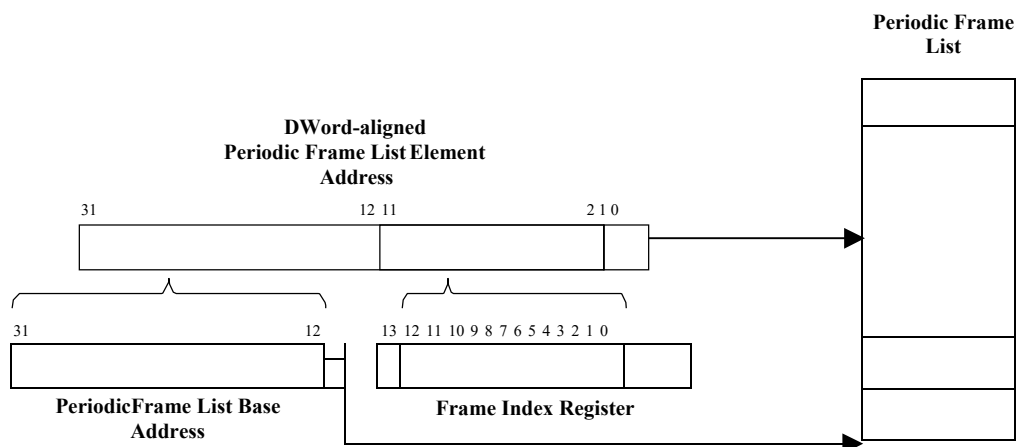 Periodic Frame
List
DWord-aligned
Periodic Frame List Element
Address
31 12 11 2 1 0
31 12 13 12 11 10 9 8 7 6 5 4 3 2 1 0
PeriodicFrame List Base
Address
Frame Index Register